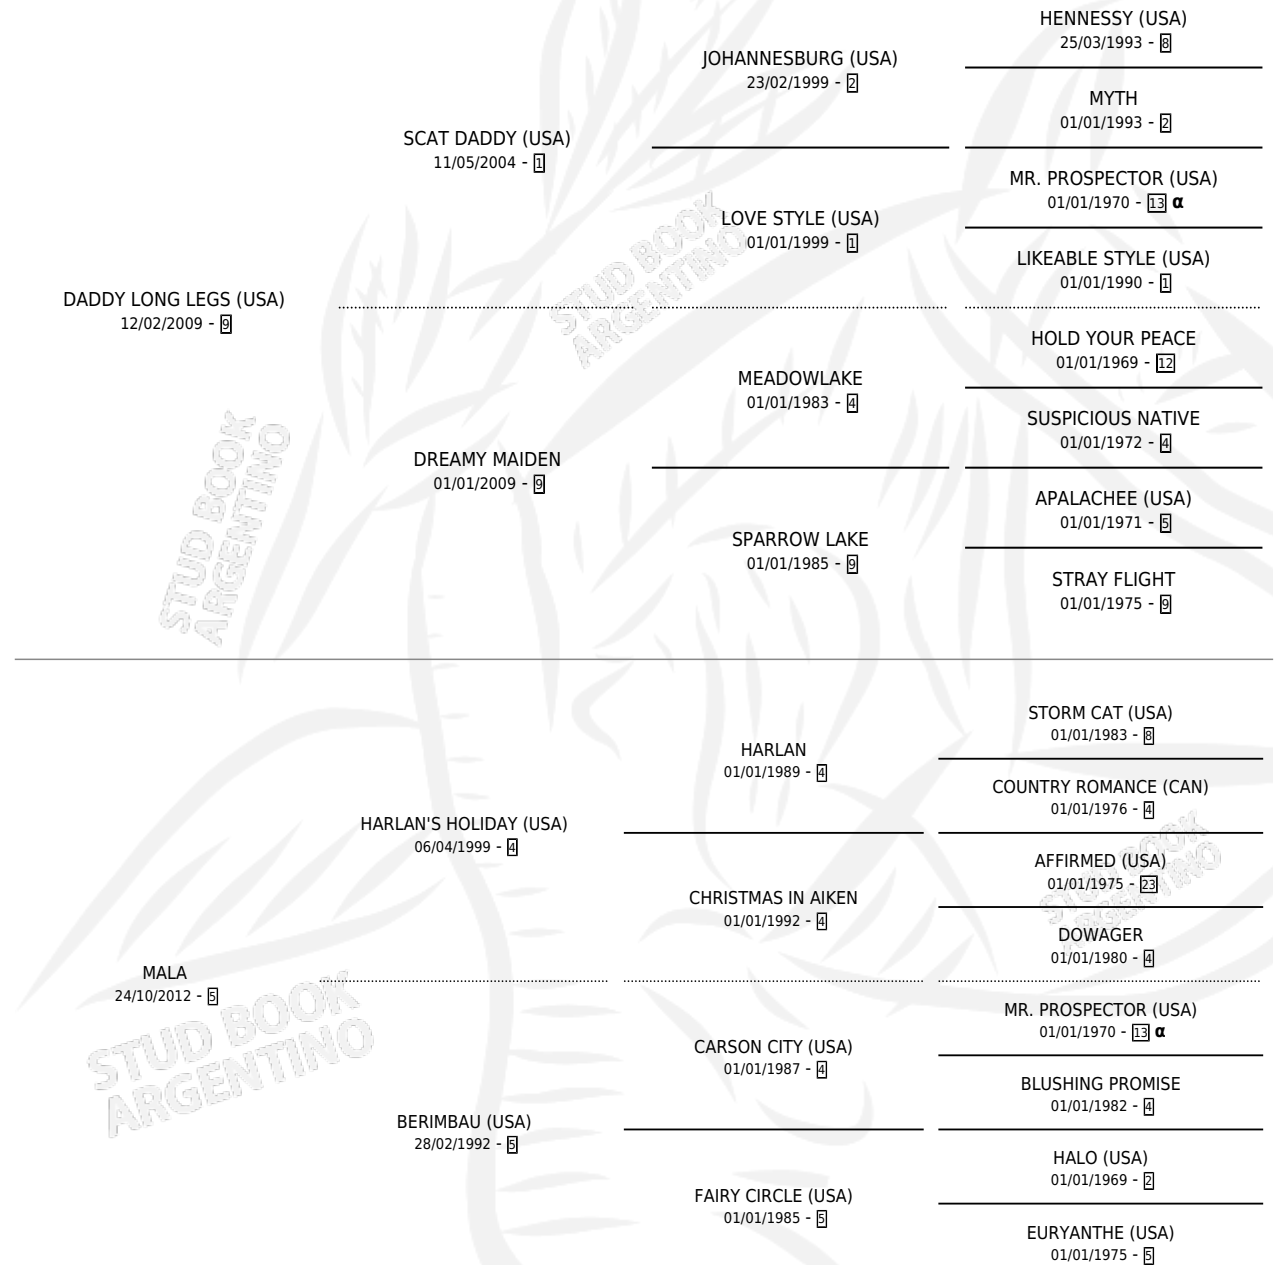 HENNESSY (USA)
25/03/1993 - 8
JOHANNESBURG (USA)
23/02/1999 - 2
MYTH
01/01/1993 - 2
SCAT DADDY (USA)
11/05/2004 - 1
MR. PROSPECTOR (USA)
01/01/1970 - 13 α
LOVE STYLE (USA)
01/01/1999 - 1
LIKEABLE STYLE (USA)
01/01/1990 - 1
DADDY LONG LEGS (USA)
12/02/2009 - 9
HOLD YOUR PEACE
01/01/1969 - 12
MEADOWLAKE
01/01/1983 - 4
SUSPICIOUS NATIVE
01/01/1972 - 4
DREAMY MAIDEN
01/01/2009 - 9
APALACHEE (USA)
01/01/1971 - 5
SPARROW LAKE
01/01/1985 - 9
STRAY FLIGHT
01/01/1975 - 9
STORM CAT (USA)
01/01/1983 - 8
HARLAN
01/01/1989 - 4
COUNTRY ROMANCE (CAN)
01/01/1976 - 4
HARLAN'S HOLIDAY (USA)
06/04/1999 - 4
AFFIRMED (USA)
01/01/1975 - 23
CHRISTMAS IN AIKEN
01/01/1992 - 4
DOWAGER
01/01/1980 - 4
MALA
24/10/2012 - 5
MR. PROSPECTOR (USA)
01/01/1970 - 13 α
CARSON CITY (USA)
01/01/1987 - 4
BLUSHING PROMISE
01/01/1982 - 4
BERIMBAU (USA)
28/02/1992 - 5
HALO (USA)
01/01/1969 - 2
FAIRY CIRCLE (USA)
01/01/1985 - 5
EURYANTHE (USA)
01/01/1975 - 5
STUD BOOK
ARGENTINO
STUD BOOK
ARGENTINO
STUD BOOK
ARGENTINO
STUD BOOK
ARGENTINO